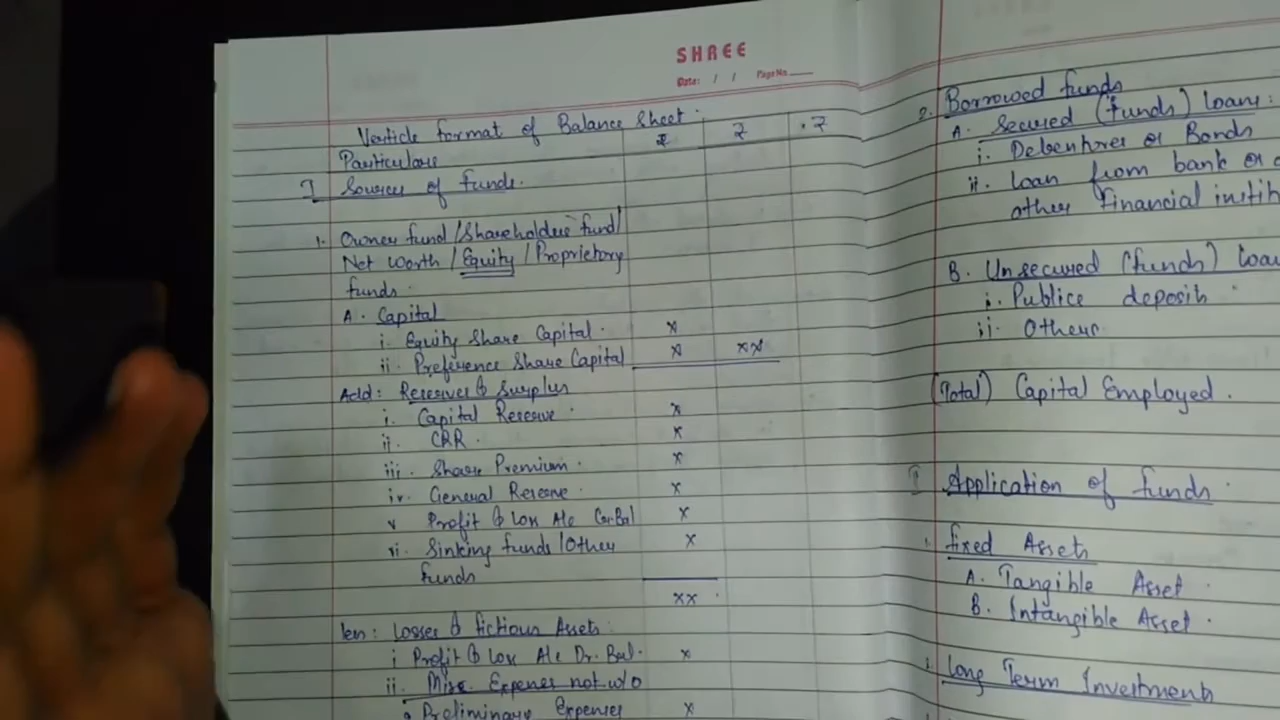 SHREE
Date: / / Page No.
Verticle format of Balance Sheet.
Particulars ₹ ₹ ₹
I Sources of funds.
1. Owner fund / Shareholders fund /
Net worth / Equity / Proprietory
funds.
A. Capital
i. Equity Share Capital. x
ii. Preference Share Capital x xx
Add: Reserves & Surplus
i. Capital Reserve. x
ii. CRR. x
iii. Share Premium. x
iv. General Reserve. x
v Profit & Loss A/c Cr. Bal x
vi. Sinking funds / Other x
funds
xx
less: Losses & fictious Assets.
i Profit & Loss A/c Dr. Bal. x
ii. Misc. Expenses not w/o
Preliminary Expenses x
2. Borrowed funds
A. Secured (funds) loans:
i. Debentures or Bonds
ii. loan from bank or
other financial instit
B. Unsecured (funds) loa
i. Publice deposits
ii. Others
(Total) Capital Employed.
Application of funds.
1. fixed Assets
A. Tangible Asset.
B. Intangible Asset.
long Term Investments